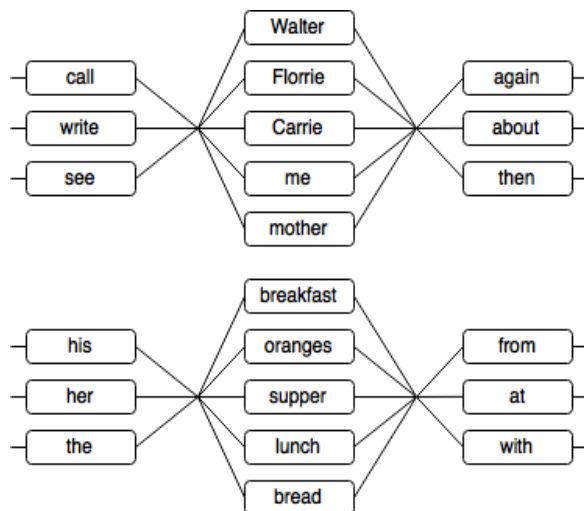 Walter
call Florrie again
write Carrie about
see me then
mother
breakfast
his oranges from
her supper at
the lunch with
bread